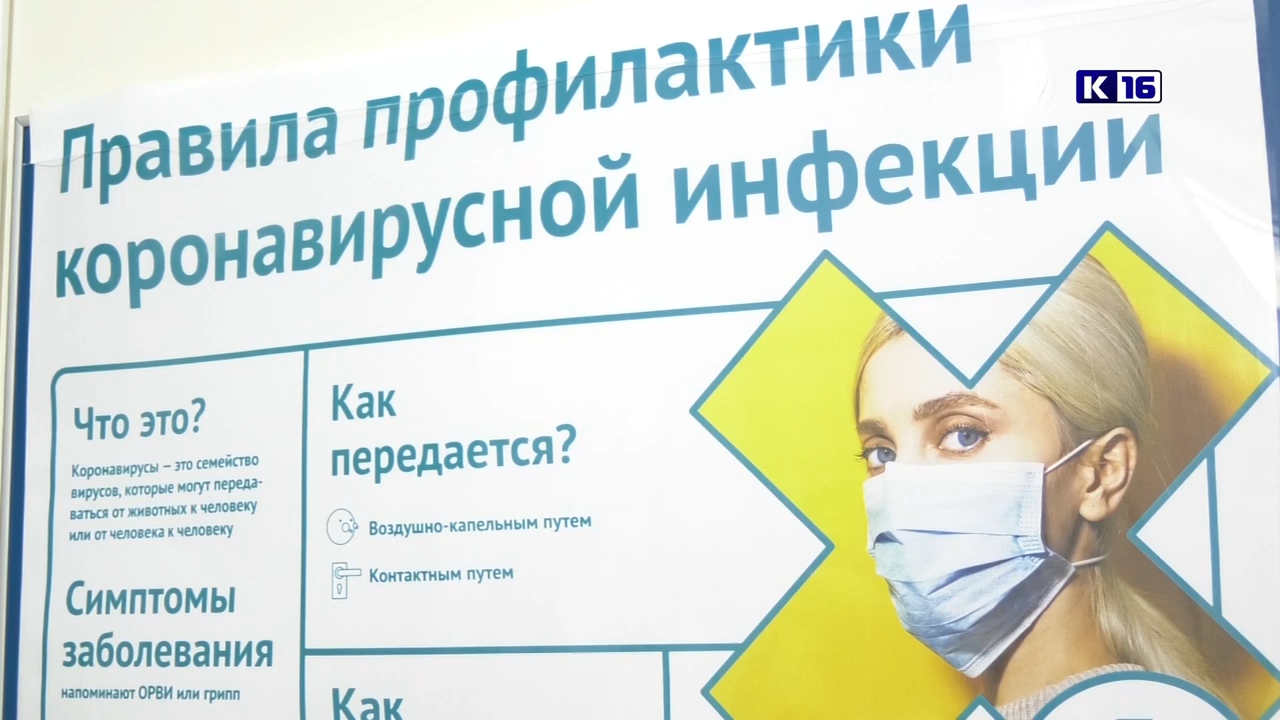 К 16
Правила профилактики
коронавирусной инфекции
Что это?
Коронавирусы – это семейство
вирусов, которые могут переда-
ваться от животных к человеку
или от человека к человеку
Симптомы
заболевания
напоминают ОРВИ или грипп
Как
передается?
Воздушно-капельным путем
Контактным путем
Как